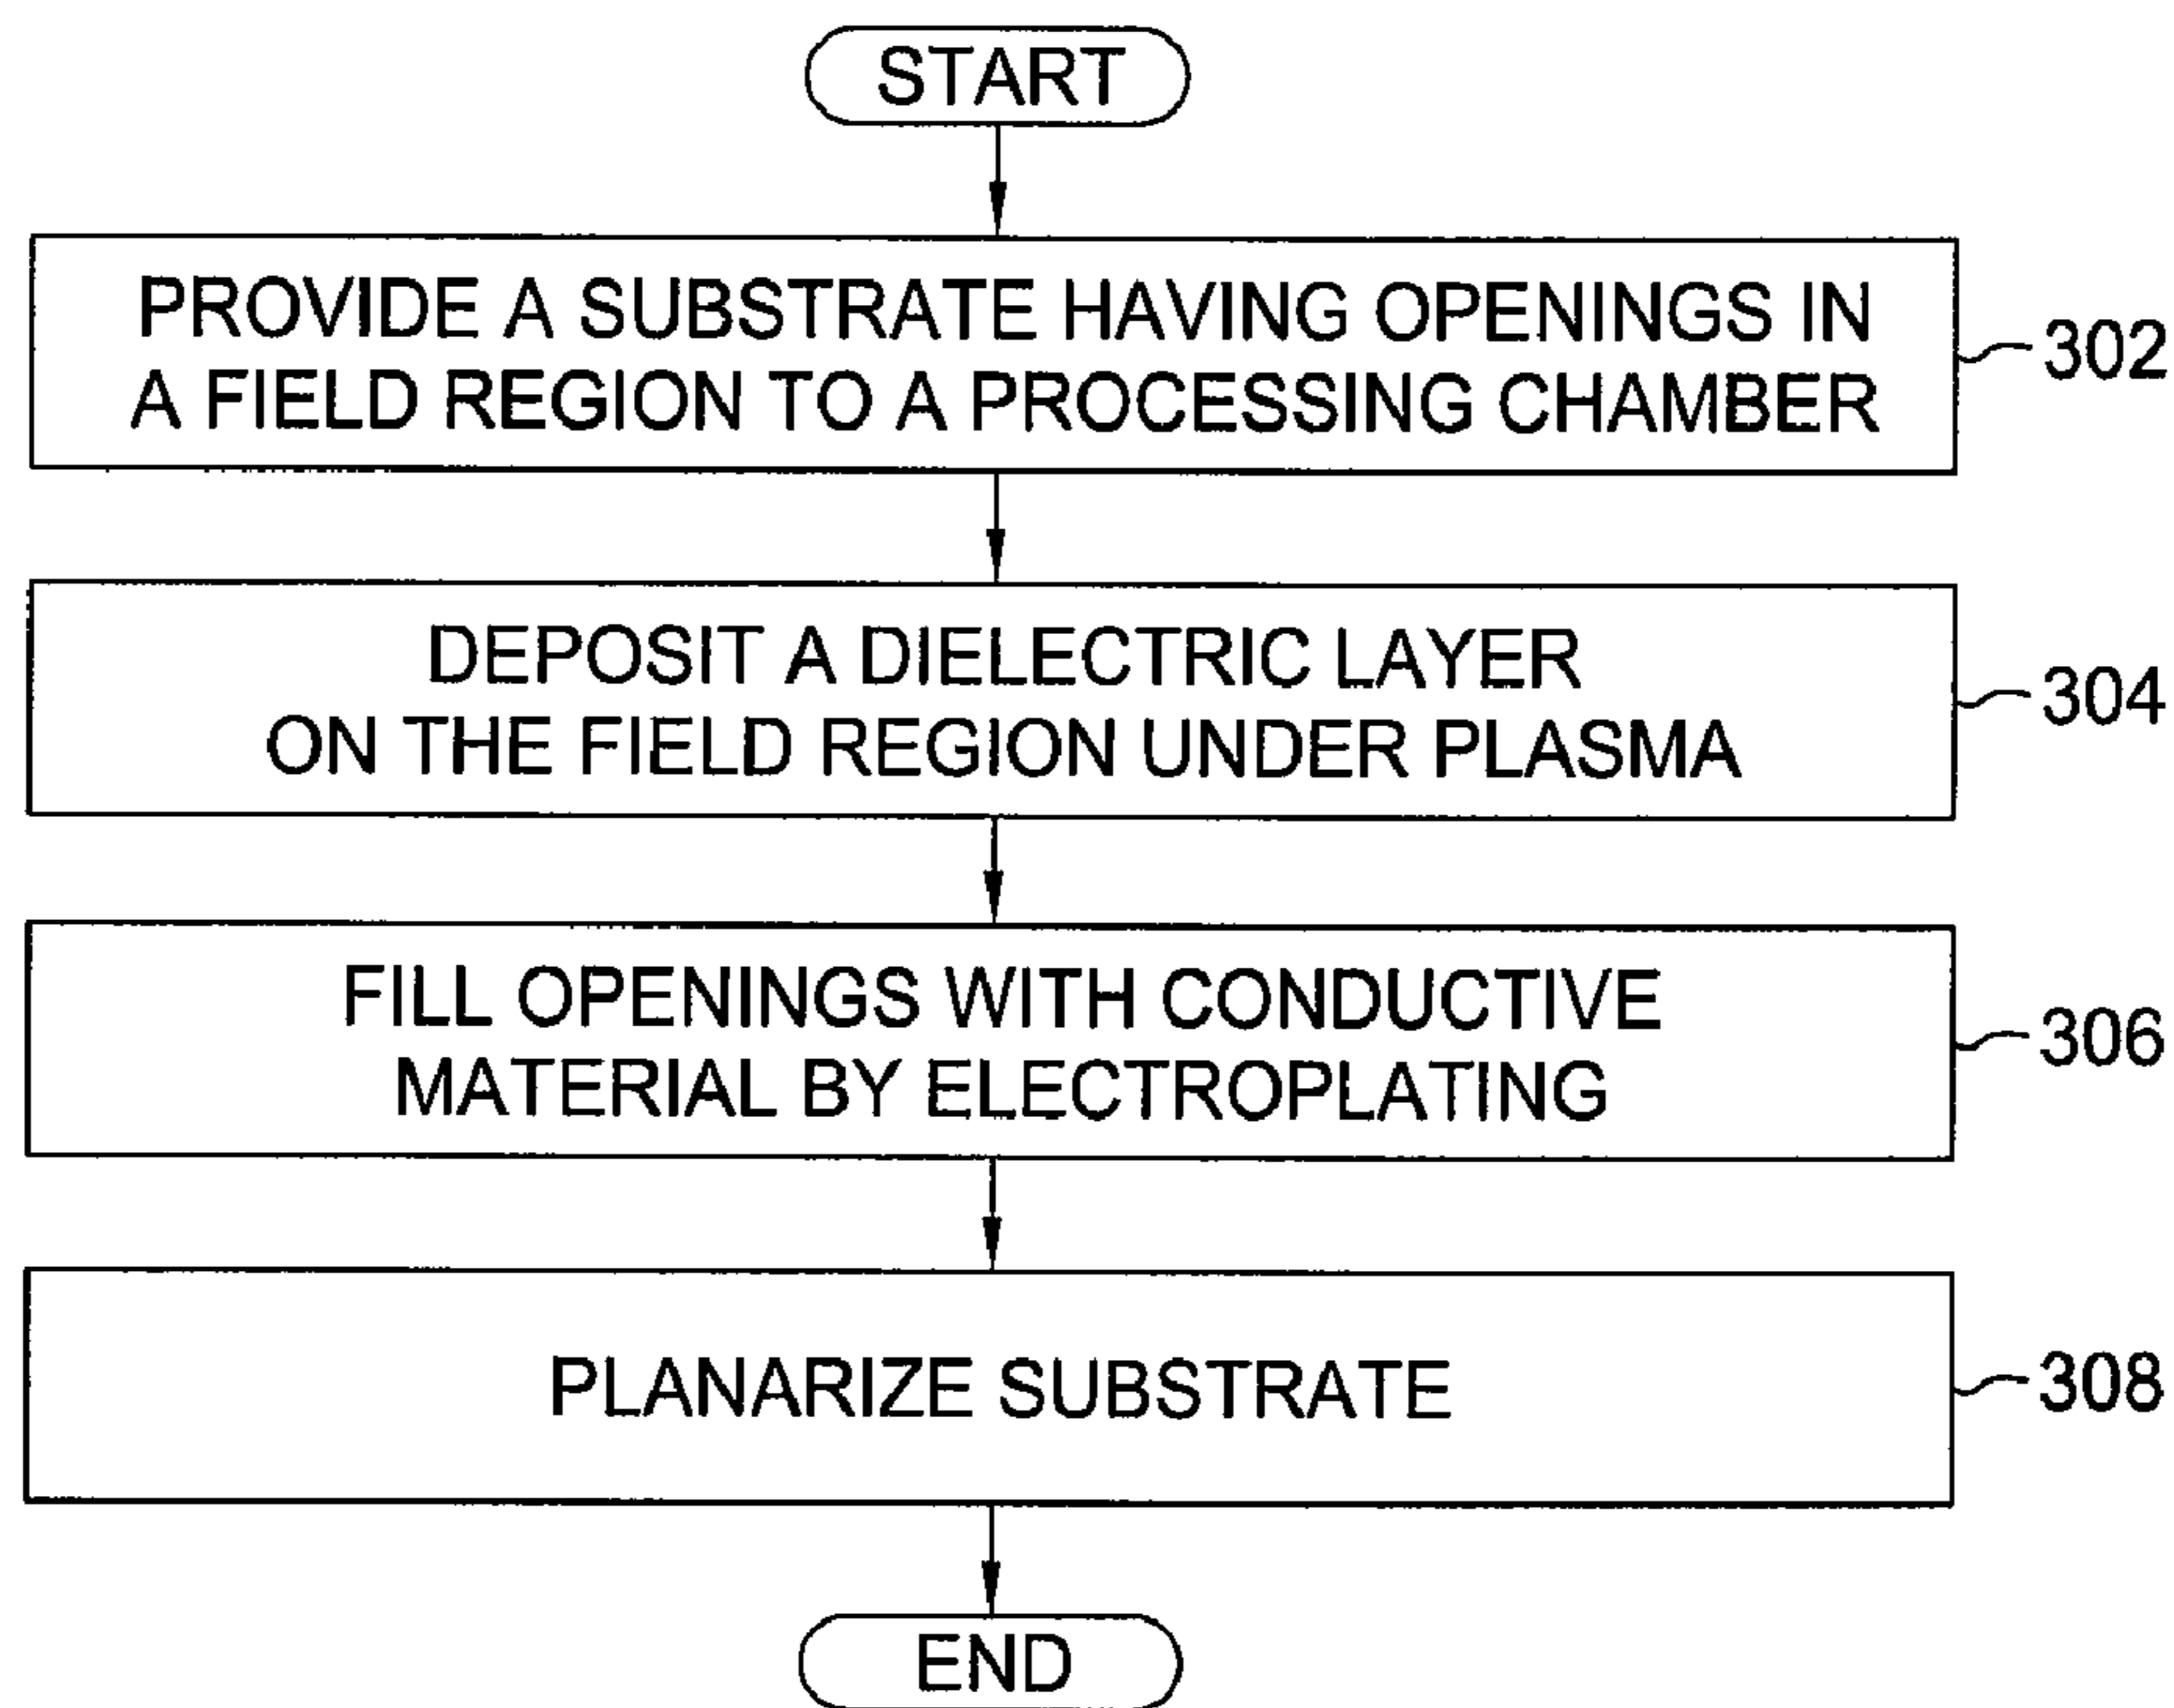 START
PROVIDE A SUBSTRATE HAVING OPENINGS IN
A FIELD REGION TO A PROCESSING CHAMBER
302
DEPOSIT A DIELECTRIC LAYER
ON THE FIELD REGION UNDER PLASMA
304
FILL OPENINGS WITH CONDUCTIVE
MATERIAL BY ELECTROPLATING
306
PLANARIZE SUBSTRATE
308
END